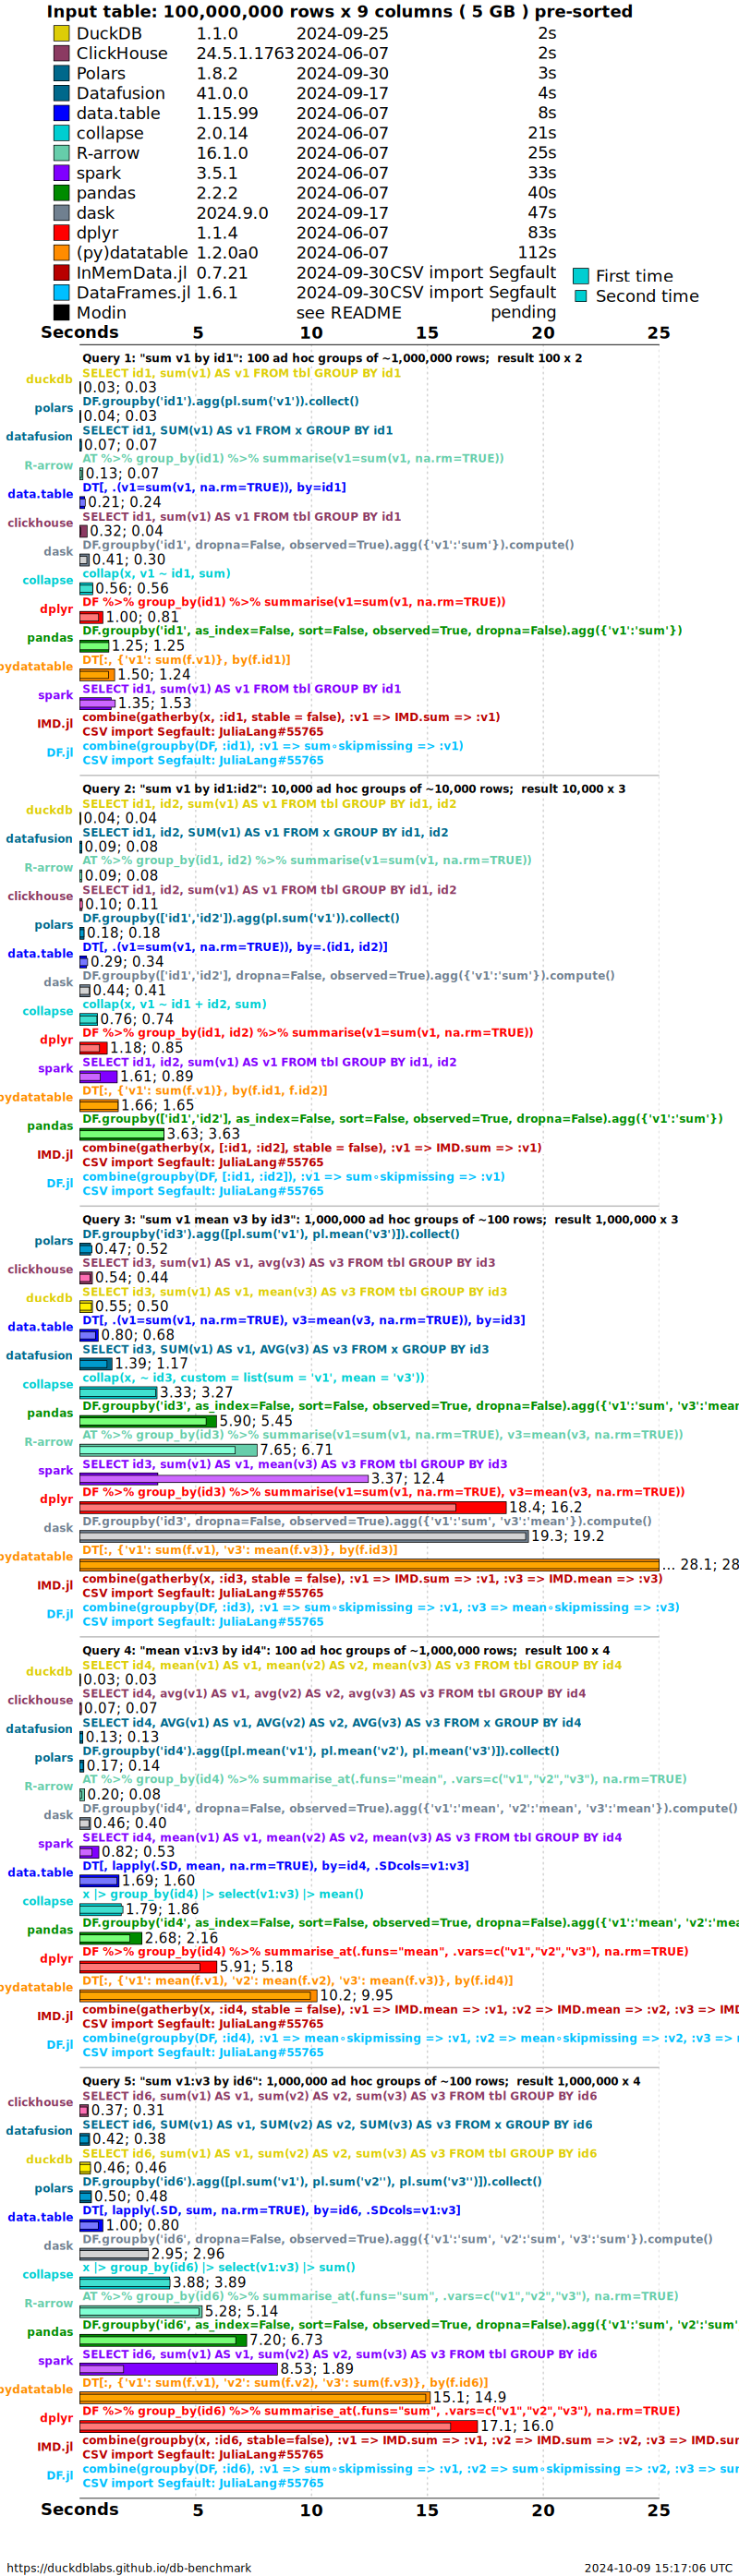 Input table: 100,000,000 rows x 9 columns ( 5 GB ) pre-sorted
DuckDB 1.1.0 2024-09-25 2s
ClickHouse 24.5.1.1763 2024-06-07 2s
Polars 1.8.2 2024-09-30 3s
Datafusion 41.0.0 2024-09-17 4s
data.table 1.15.99 2024-06-07 8s
collapse 2.0.14 2024-06-07 21s
R-arrow 16.1.0 2024-06-07 25s
spark 3.5.1 2024-06-07 33s
pandas 2.2.2 2024-06-07 40s
dask 2024.9.0 2024-09-17 47s
dplyr 1.1.4 2024-06-07 83s
(py)datatable 1.2.0a0 2024-06-07 112s
InMemData.jl 0.7.21 2024-09-30 CSV import Segfault First time
DataFrames.jl 1.6.1 2024-09-30 CSV import Segfault Second time
Modin see README pending
Seconds 5 10 15 20 25
Query 1: "sum v1 by id1": 100 ad hoc groups of ~1,000,000 rows; result 100 x 2
SELECT id1, sum(v1) AS v1 FROM tbl GROUP BY id1
duckdb 0.03; 0.03
DF.groupby('id1').agg(pl.sum('v1')).collect()
polars 0.04; 0.03
SELECT id1, SUM(v1) AS v1 FROM x GROUP BY id1
datafusion 0.07; 0.07
AT %>% group_by(id1) %>% summarise(v1=sum(v1, na.rm=TRUE))
R-arrow 0.13; 0.07
DT[, .(v1=sum(v1, na.rm=TRUE)), by=id1]
data.table 0.21; 0.24
SELECT id1, sum(v1) AS v1 FROM tbl GROUP BY id1
clickhouse 0.32; 0.04
DF.groupby('id1', dropna=False, observed=True).agg({'v1':'sum'}).compute()
dask 0.41; 0.30
collap(x, v1 ~ id1, sum)
collapse 0.56; 0.56
DF %>% group_by(id1) %>% summarise(v1=sum(v1, na.rm=TRUE))
dplyr 1.00; 0.81
DF.groupby('id1', as_index=False, sort=False, observed=True, dropna=False).agg({'v1':'sum'})
pandas 1.25; 1.25
DT[:, {'v1': sum(f.v1)}, by(f.id1)]
pydatatable 1.50; 1.24
SELECT id1, sum(v1) AS v1 FROM tbl GROUP BY id1
spark 1.35; 1.53
combine(gatherby(x, :id1, stable = false), :v1 => IMD.sum => :v1)
IMD.jl CSV import Segfault: JuliaLang#55765
combine(groupby(DF, :id1), :v1 => sum∘skipmissing => :v1)
DF.jl CSV import Segfault: JuliaLang#55765
Query 2: "sum v1 by id1:id2": 10,000 ad hoc groups of ~10,000 rows; result 10,000 x 3
SELECT id1, id2, sum(v1) AS v1 FROM tbl GROUP BY id1, id2
duckdb 0.04; 0.04
SELECT id1, id2, SUM(v1) AS v1 FROM x GROUP BY id1, id2
datafusion 0.09; 0.08
AT %>% group_by(id1, id2) %>% summarise(v1=sum(v1, na.rm=TRUE))
R-arrow 0.09; 0.08
SELECT id1, id2, sum(v1) AS v1 FROM tbl GROUP BY id1, id2
clickhouse 0.10; 0.11
DF.groupby(['id1','id2']).agg(pl.sum('v1')).collect()
polars 0.18; 0.18
DT[, .(v1=sum(v1, na.rm=TRUE)), by=.(id1, id2)]
data.table 0.29; 0.34
DF.groupby(['id1','id2'], dropna=False, observed=True).agg({'v1':'sum'}).compute()
dask 0.44; 0.41
collap(x, v1 ~ id1 + id2, sum)
collapse 0.76; 0.74
DF %>% group_by(id1, id2) %>% summarise(v1=sum(v1, na.rm=TRUE))
dplyr 1.18; 0.85
SELECT id1, id2, sum(v1) AS v1 FROM tbl GROUP BY id1, id2
spark 1.61; 0.89
DT[:, {'v1': sum(f.v1)}, by(f.id1, f.id2)]
pydatatable 1.66; 1.65
DF.groupby(['id1','id2'], as_index=False, sort=False, observed=True, dropna=False).agg({'v1':'sum'})
pandas 3.63; 3.63
combine(gatherby(x, [:id1, :id2], stable = false), :v1 => IMD.sum => :v1)
IMD.jl CSV import Segfault: JuliaLang#55765
combine(groupby(DF, [:id1, :id2]), :v1 => sum∘skipmissing => :v1)
DF.jl CSV import Segfault: JuliaLang#55765
Query 3: "sum v1 mean v3 by id3": 1,000,000 ad hoc groups of ~100 rows; result 1,000,000 x 3
DF.groupby('id3').agg([pl.sum('v1'), pl.mean('v3')]).collect()
polars 0.47; 0.52
SELECT id3, sum(v1) AS v1, avg(v3) AS v3 FROM tbl GROUP BY id3
clickhouse 0.54; 0.44
SELECT id3, sum(v1) AS v1, mean(v3) AS v3 FROM tbl GROUP BY id3
duckdb 0.55; 0.50
DT[, .(v1=sum(v1, na.rm=TRUE), v3=mean(v3, na.rm=TRUE)), by=id3]
data.table 0.80; 0.68
SELECT id3, SUM(v1) AS v1, AVG(v3) AS v3 FROM x GROUP BY id3
datafusion 1.39; 1.17
collap(x, ~ id3, custom = list(sum = 'v1', mean = 'v3'))
collapse 3.33; 3.27
DF.groupby('id3', as_index=False, sort=False, observed=True, dropna=False).agg({'v1':'sum', 'v3':'mean
pandas 5.90; 5.45
AT %>% group_by(id3) %>% summarise(v1=sum(v1, na.rm=TRUE), v3=mean(v3, na.rm=TRUE))
R-arrow 7.65; 6.71
SELECT id3, sum(v1) AS v1, mean(v3) AS v3 FROM tbl GROUP BY id3
spark 3.37; 12.4
DF %>% group_by(id3) %>% summarise(v1=sum(v1, na.rm=TRUE), v3=mean(v3, na.rm=TRUE))
dplyr 18.4; 16.2
DF.groupby('id3', dropna=False, observed=True).agg({'v1':'sum', 'v3':'mean'}).compute()
dask 19.3; 19.2
DT[:, {'v1': sum(f.v1), 'v3': mean(f.v3)}, by(f.id3)]
pydatatable ... 28.1; 28
combine(gatherby(x, :id3, stable = false), :v1 => IMD.sum => :v1, :v3 => IMD.mean => :v3)
IMD.jl CSV import Segfault: JuliaLang#55765
combine(groupby(DF, :id3), :v1 => sum∘skipmissing => :v1, :v3 => mean∘skipmissing => :v3)
DF.jl CSV import Segfault: JuliaLang#55765
Query 4: "mean v1:v3 by id4": 100 ad hoc groups of ~1,000,000 rows; result 100 x 4
SELECT id4, mean(v1) AS v1, mean(v2) AS v2, mean(v3) AS v3 FROM tbl GROUP BY id4
duckdb 0.03; 0.03
SELECT id4, avg(v1) AS v1, avg(v2) AS v2, avg(v3) AS v3 FROM tbl GROUP BY id4
clickhouse 0.07; 0.07
SELECT id4, AVG(v1) AS v1, AVG(v2) AS v2, AVG(v3) AS v3 FROM x GROUP BY id4
datafusion 0.13; 0.13
DF.groupby('id4').agg([pl.mean('v1'), pl.mean('v2'), pl.mean('v3')]).collect()
polars 0.17; 0.14
AT %>% group_by(id4) %>% summarise_at(.funs="mean", .vars=c("v1","v2","v3"), na.rm=TRUE)
R-arrow 0.20; 0.08
DF.groupby('id4', dropna=False, observed=True).agg({'v1':'mean', 'v2':'mean', 'v3':'mean'}).compute()
dask 0.46; 0.40
SELECT id4, mean(v1) AS v1, mean(v2) AS v2, mean(v3) AS v3 FROM tbl GROUP BY id4
spark 0.82; 0.53
DT[, lapply(.SD, mean, na.rm=TRUE), by=id4, .SDcols=v1:v3]
data.table 1.69; 1.60
x |> group_by(id4) |> select(v1:v3) |> mean()
collapse 1.79; 1.86
DF.groupby('id4', as_index=False, sort=False, observed=True, dropna=False).agg({'v1':'mean', 'v2':'mea
pandas 2.68; 2.16
DF %>% group_by(id4) %>% summarise_at(.funs="mean", .vars=c("v1","v2","v3"), na.rm=TRUE)
dplyr 5.91; 5.18
DT[:, {'v1': mean(f.v1), 'v2': mean(f.v2), 'v3': mean(f.v3)}, by(f.id4)]
pydatatable 10.2; 9.95
combine(gatherby(x, :id4, stable = false), :v1 => IMD.mean => :v1, :v2 => IMD.mean => :v2, :v3 => IMD
IMD.jl CSV import Segfault: JuliaLang#55765
combine(groupby(DF, :id4), :v1 => mean∘skipmissing => :v1, :v2 => mean∘skipmissing => :v2, :v3 =>
DF.jl CSV import Segfault: JuliaLang#55765
Query 5: "sum v1:v3 by id6": 1,000,000 ad hoc groups of ~100 rows; result 1,000,000 x 4
SELECT id6, sum(v1) AS v1, sum(v2) AS v2, sum(v3) AS v3 FROM tbl GROUP BY id6
clickhouse 0.37; 0.31
SELECT id6, SUM(v1) AS v1, SUM(v2) AS v2, SUM(v3) AS v3 FROM x GROUP BY id6
datafusion 0.42; 0.38
SELECT id6, sum(v1) AS v1, sum(v2) AS v2, sum(v3) AS v3 FROM tbl GROUP BY id6
duckdb 0.46; 0.46
DF.groupby('id6').agg([pl.sum('v1'), pl.sum('v2''), pl.sum('v3'')]).collect()
polars 0.50; 0.48
DT[, lapply(.SD, sum, na.rm=TRUE), by=id6, .SDcols=v1:v3]
data.table 1.00; 0.80
DF.groupby('id6', dropna=False, observed=True).agg({'v1':'sum', 'v2':'sum', 'v3':'sum'}).compute()
dask 2.95; 2.96
x |> group_by(id6) |> select(v1:v3) |> sum()
collapse 3.88; 3.89
AT %>% group_by(id6) %>% summarise_at(.funs="sum", .vars=c("v1","v2","v3"), na.rm=TRUE)
R-arrow 5.28; 5.14
DF.groupby('id6', as_index=False, sort=False, observed=True, dropna=False).agg({'v1':'sum', 'v2':'sum'
pandas 7.20; 6.73
SELECT id6, sum(v1) AS v1, sum(v2) AS v2, sum(v3) AS v3 FROM tbl GROUP BY id6
spark 8.53; 1.89
DT[:, {'v1': sum(f.v1), 'v2': sum(f.v2), 'v3': sum(f.v3)}, by(f.id6)]
pydatatable 15.1; 14.9
DF %>% group_by(id6) %>% summarise_at(.funs="sum", .vars=c("v1","v2","v3"), na.rm=TRUE)
dplyr 17.1; 16.0
combine(groupby(x, :id6, stable=false), :v1 => IMD.sum => :v1, :v2 => IMD.sum => :v2, :v3 => IMD.sum
IMD.jl CSV import Segfault: JuliaLang#55765
combine(groupby(DF, :id6), :v1 => sum∘skipmissing => :v1, :v2 => sum∘skipmissing => :v2, :v3 => sum
DF.jl CSV import Segfault: JuliaLang#55765
Seconds 5 10 15 20 25
https://duckdblabs.github.io/db-benchmark 2024-10-09 15:17:06 UTC